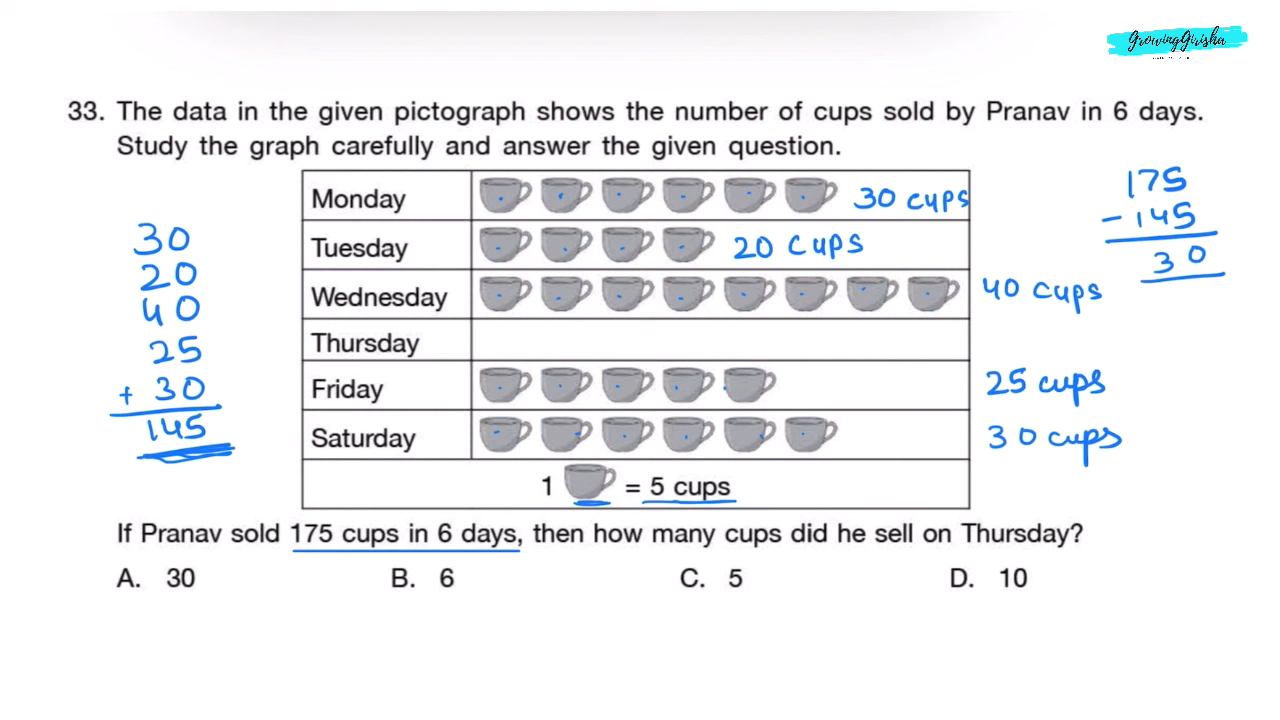 GrowingGirisha
33. The data in the given pictograph shows the number of cups sold by Pranav in 6 days.
Study the graph carefully and answer the given question.
Monday 30 cups
Tuesday 20 cups
Wednesday 40 cups
Thursday
Friday 25 cups
Saturday 30 cups
1 = 5 cups
30
20
40
25
+ 30
145
175
- 145
30
If Pranav sold 175 cups in 6 days, then how many cups did he sell on Thursday?
A. 30 B. 6 C. 5 D. 10